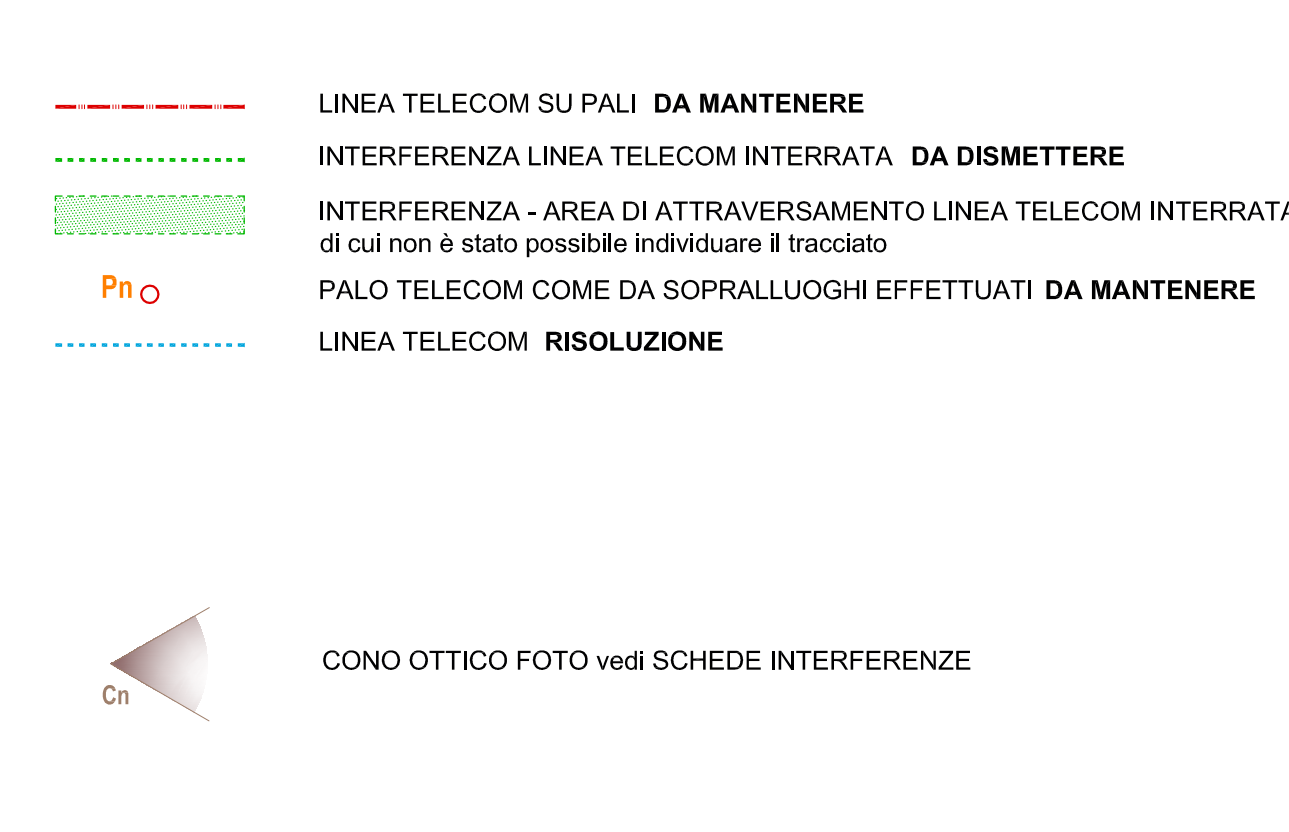 LINEA TELECOM SU PALI DA MANTENERE
INTERFERENZA LINEA TELECOM INTERRATA DA DISMETTERE
INTERFERENZA - AREA DI ATTRAVERSAMENTO LINEA TELECOM INTERRATA
di cui non è stato possibile individuare il tracciato
Pn PALO TELECOM COME DA SOPRALLUOGHI EFFETTUATI DA MANTENERE
LINEA TELECOM RISOLUZIONE
CONO OTTICO FOTO vedi SCHEDE INTERFERENZE
Cn